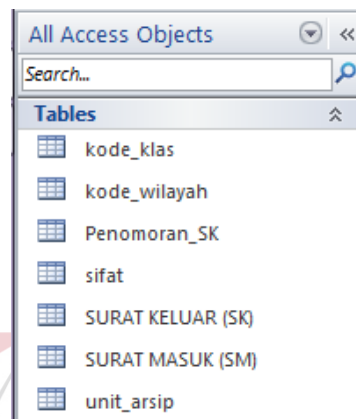 All Access Objects
Search...
Tables
kode_klas
kode_wilayah
Penomoran_SK
sifat
SURAT KELUAR (SK)
SURAT MASUK (SM)
unit_arsip